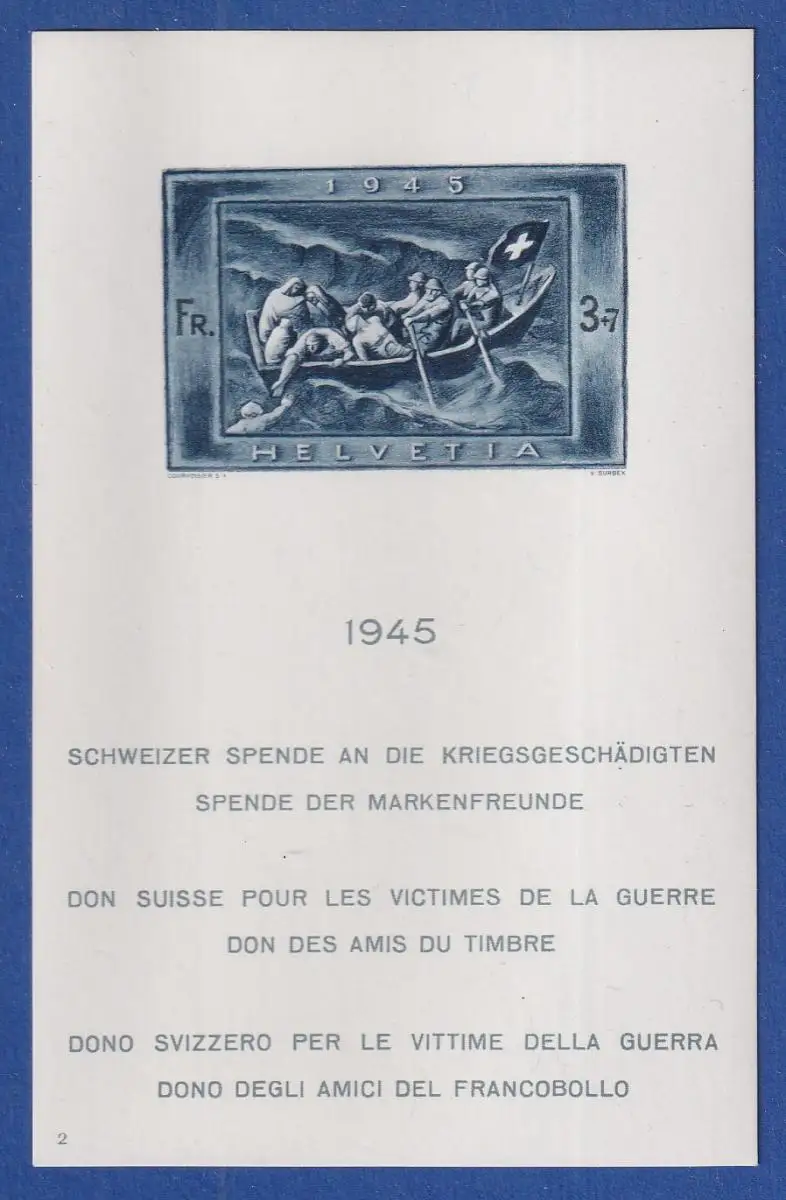 1945
FR. 3+7
HELVETIA
COURVOISIER S.A. V. SURBEK
1945
SCHWEIZER SPENDE AN DIE KRIEGSGESCHÄDIGTEN
SPENDE DER MARKENFREUNDE
DON SUISSE POUR LES VICTIMES DE LA GUERRE
DON DES AMIS DU TIMBRE
DONO SVIZZERO PER LE VITTIME DELLA GUERRA
DONO DEGLI AMICI DEL FRANCOBOLLO
2